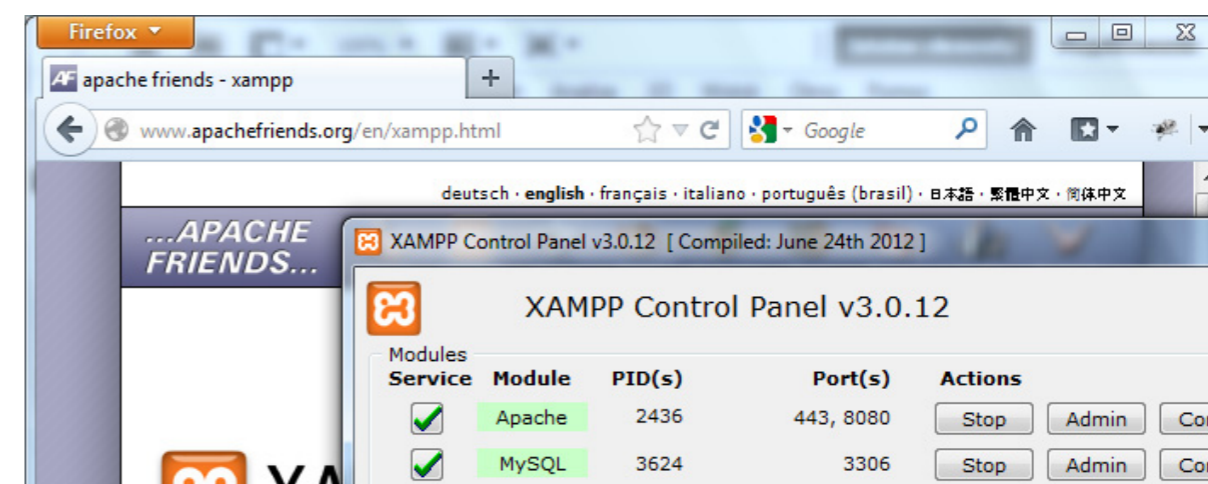 Firefox
apache friends - xampp
www.apachefriends.org/en/xampp.html
Google
deutsch · english · français · italiano · português (brasil) · 日本語 · 繁體中文 · 简体中文
...APACHE
FRIENDS...
XAMPP Control Panel v3.0.12 [ Compiled: June 24th 2012 ]
XAMPP Control Panel v3.0.12
Modules
Service Module PID(s) Port(s) Actions
Apache 2436 443, 8080 Stop Admin
MySQL 3624 3306 Stop Admin